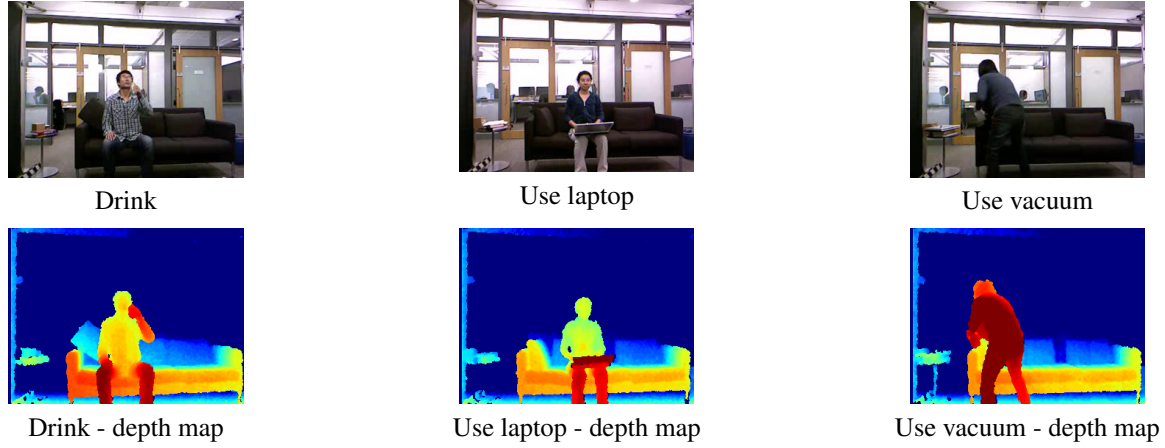 Drink
Use laptop
Use vacuum
Drink - depth map
Use laptop - depth map
Use vacuum - depth map